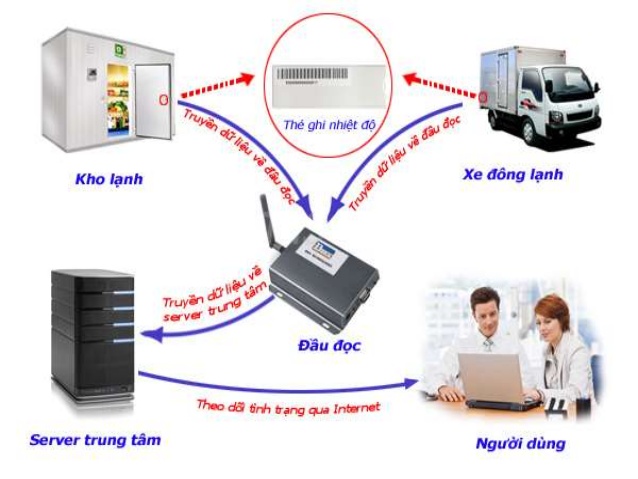 Thẻ ghi nhiệt độ
Truyền dữ liệu về đầu đọc
Truyền dữ liệu về đầu đọc
Kho lạnh
Xe đông lạnh
Truyền dữ liệu về
server trung tâm
Đầu đọc
Theo dõi tình trạng qua Internet
Server trung tâm
Người dùng